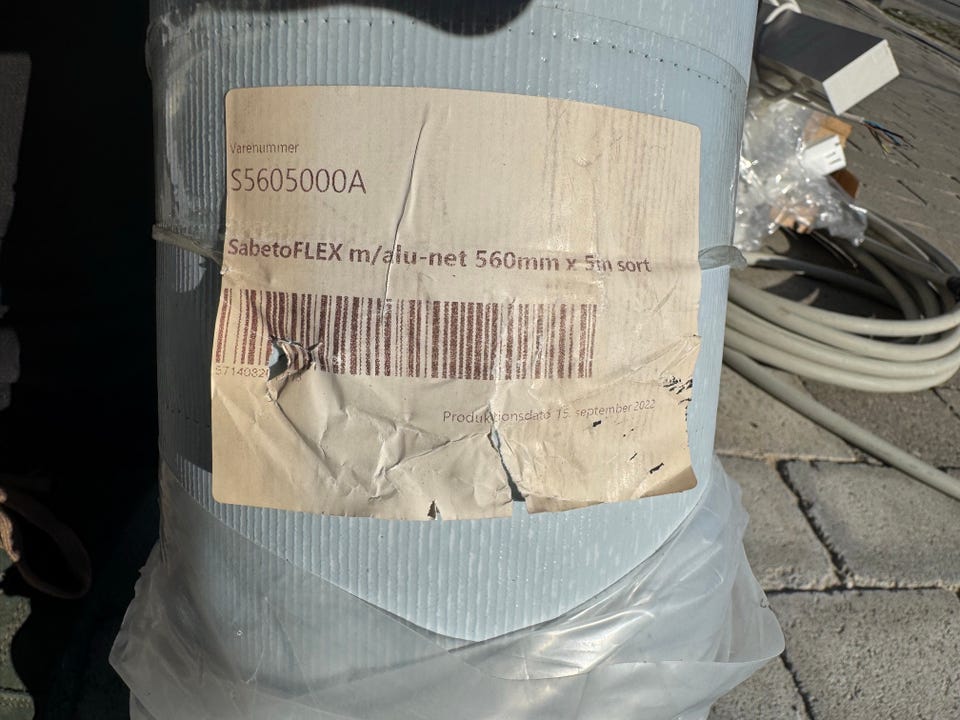 Varenummer
S5605000A
SabetoFLEX m/alu-net 560mm x 5m sort
Produktionsdato 15. september 2022